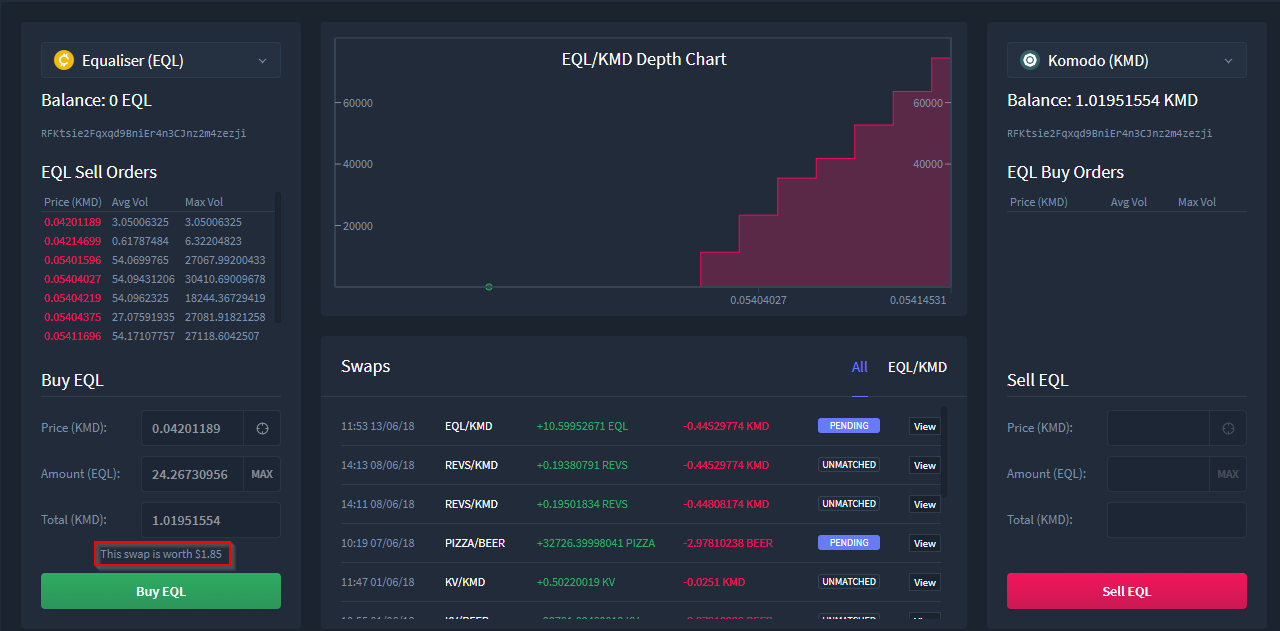 Equaliser (EQL)
Balance: 0 EQL
RFKtsie2Fqxqd9BniEr4n3CJnz2m4zezji
EQL Sell Orders
Price (KMD) Avg Vol Max Vol
0.04201189 3.05006325 3.05006325
0.04214699 0.61787484 6.32204823
0.05401596 54.0699765 27067.99200433
0.05404027 54.09431206 30410.69009678
0.05404219 54.0962325 18244.36729419
0.05404375 27.07591935 27081.91821258
0.05411696 54.17107757 27118.6042507
Buy EQL
Price (KMD): 0.04201189
Amount (EQL): 24.26730956 MAX
Total (KMD): 1.01951554
This swap is worth $1.85
Buy EQL
EQL/KMD Depth Chart
60000 60000
40000 40000
20000
0.05404027 0.05414531
Swaps All EQL/KMD
11:53 13/06/18 EQL/KMD +10.59952671 EQL -0.44529774 KMD PENDING View
14:13 08/06/18 REVS/KMD +0.19380791 REVS -0.44529774 KMD UNMATCHED View
14:11 08/06/18 REVS/KMD +0.19501834 REVS -0.44808174 KMD UNMATCHED View
10:19 07/06/18 PIZZA/BEER +32726.39998041 PIZZA -2.97810238 BEER PENDING View
11:47 01/06/18 KV/KMD +0.50220019 KV -0.0251 KMD UNMATCHED View
Komodo (KMD)
Balance: 1.01951554 KMD
RFKtsie2Fqxqd9BniEr4n3CJnz2m4zezji
EQL Buy Orders
Price (KMD) Avg Vol Max Vol
Sell EQL
Price (KMD):
Amount (EQL): MAX
Total (KMD):
Sell EQL